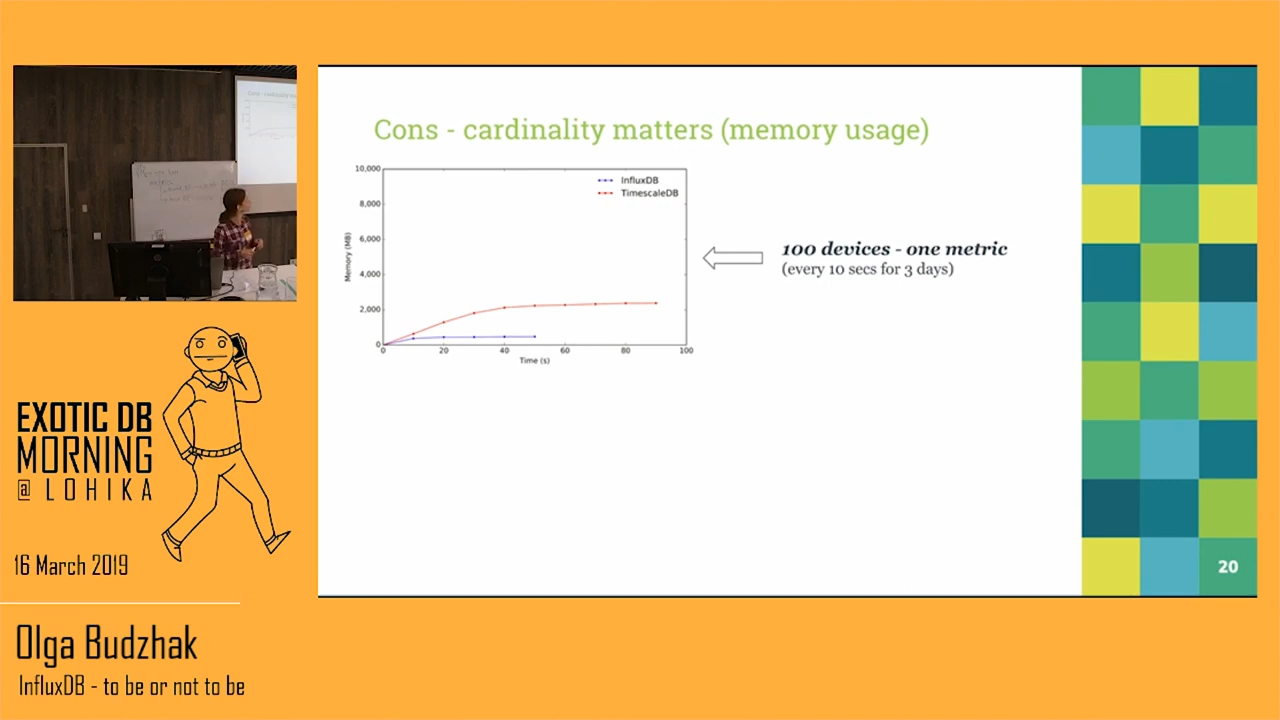 Cons - cardinality matters (memory usage)
10,000
8,000
6,000
4,000
2,000
0
Memory (MB)
InfluxDB
TimescaleDB
0 20 40 60 80 100
Time (s)
100 devices - one metric
(every 10 secs for 3 days)
20
EXOTIC DB
MORNING
@ LOHIKA
16 March 2019
Olga Budzhak
InfluxDB - to be or not to be